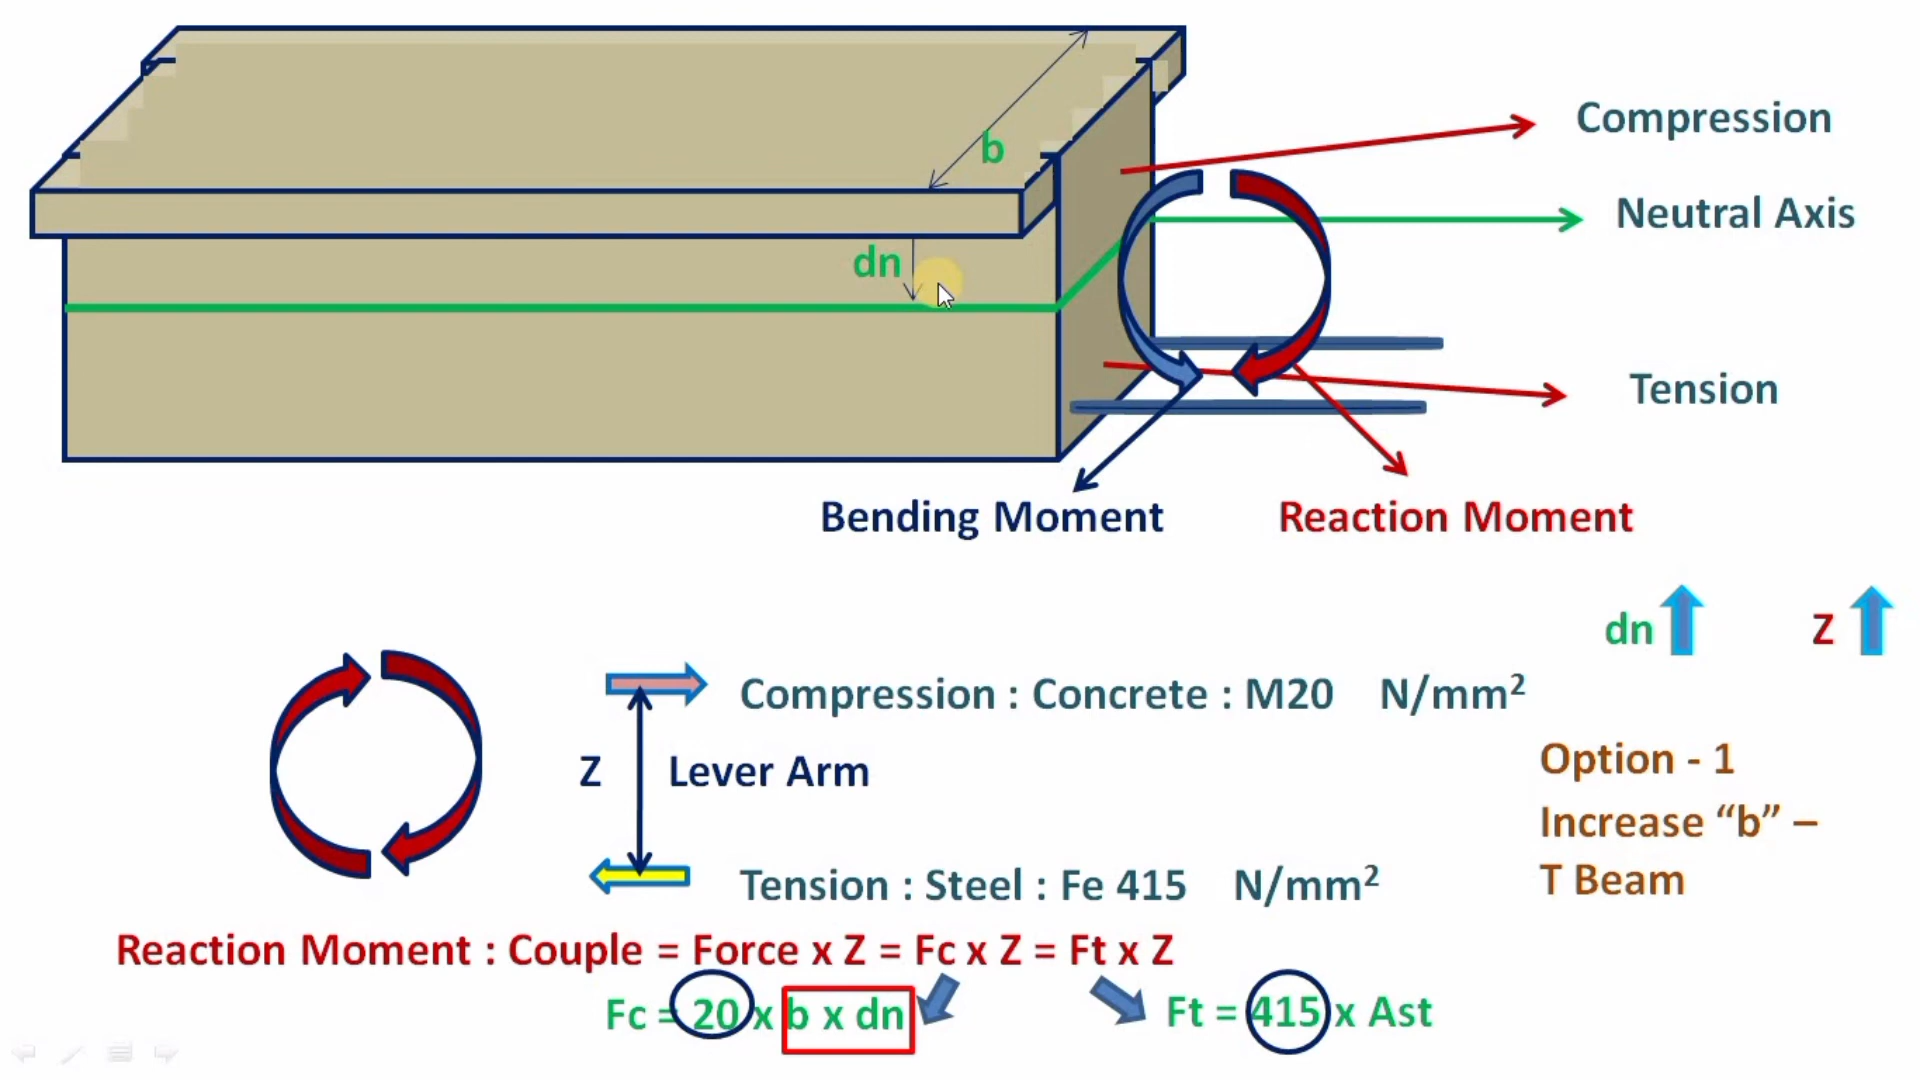 Compression
b
Neutral Axis
dn
Tension
Bending Moment
Reaction Moment
dn
Z
Compression : Concrete : M20 N/mm²
Option - 1
Z
Lever Arm
Increase “b” –
T Beam
Tension : Steel : Fe 415 N/mm²
Reaction Moment : Couple = Force x Z = Fc x Z = Ft x Z
Fc = 20 x b x dn
Ft = 415 x Ast